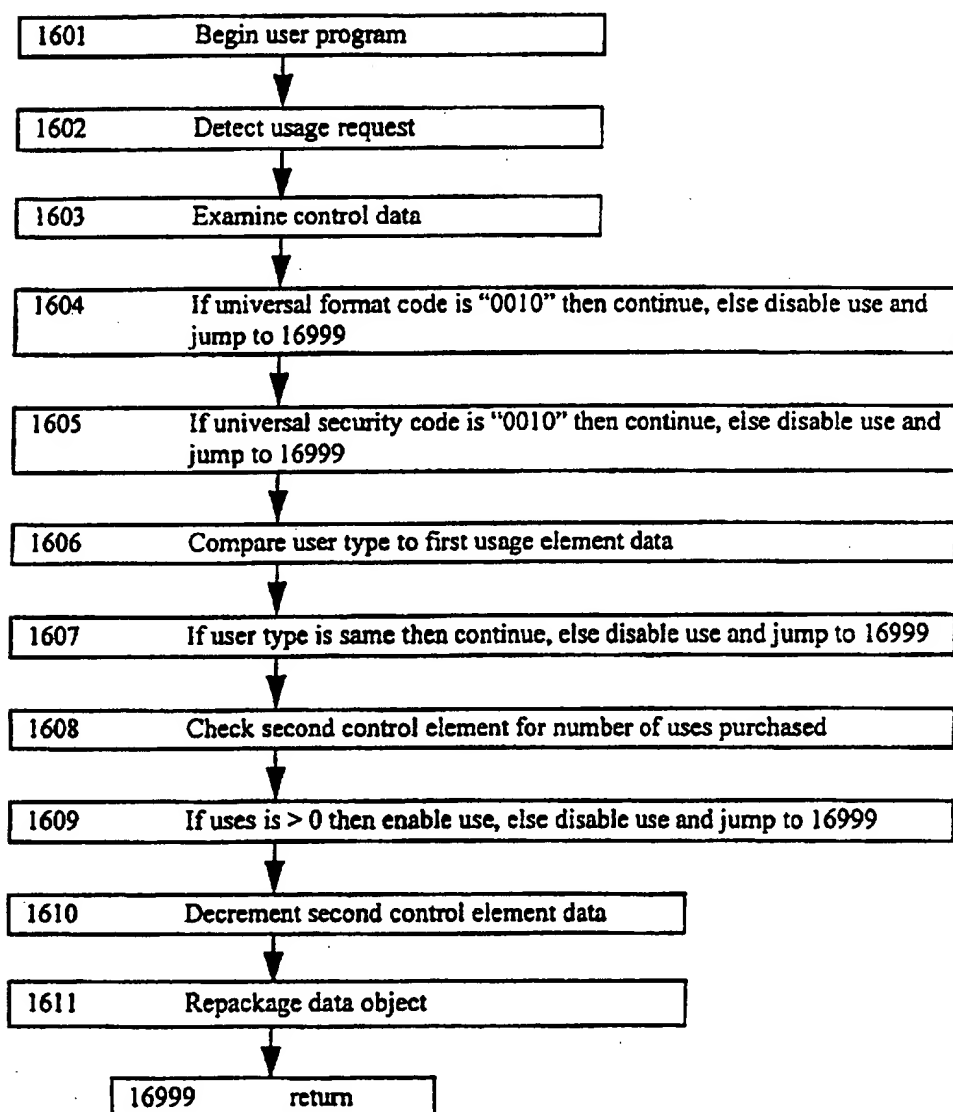 1601 Begin user program
1602 Detect usage request
1603 Examine control data
1604 If universal format code is “0010” then continue, else disable use and
jump to 16999
1605 If universal security code is “0010” then continue, else disable use and
jump to 16999
1606 Compare user type to first usage element data
1607 If user type is same then continue, else disable use and jump to 16999
1608 Check second control element for number of uses purchased
1609 If uses is > 0 then enable use, else disable use and jump to 16999
1610 Decrement second control element data
1611 Repackage data object
16999 return